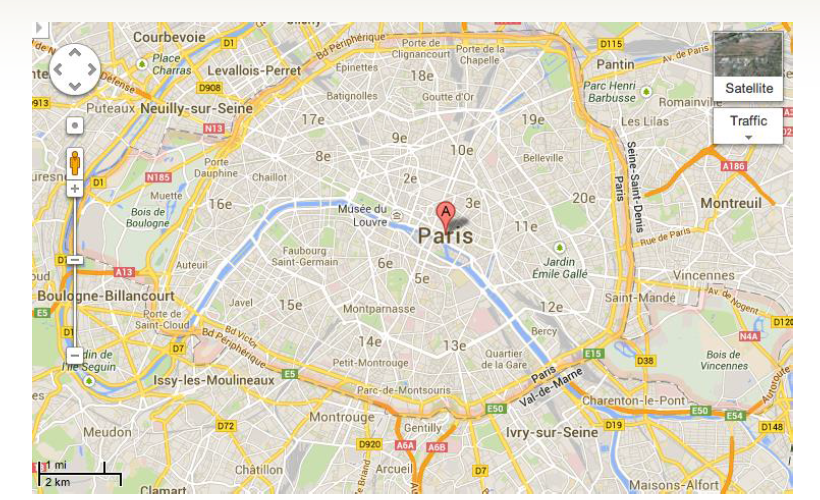 Clichy
Courbevoie
D1
Bd Périphérique
Porte de
Clignancourt
Porte de la
Chapelle
D115
Pantin
Av. de Paris
Place
Charras
Levallois-Perret
Épinettes
18e
Défense
D908
Batignolles
Goutte d'Or
Parc Henri
Barbusse
Romainville
Satellite
D913
Puteaux
Neuilly-sur-Seine
N13
17e
19e
Les Lilas
Traffic
9e
8e
10e
Belleville
Porte
Dauphine
Chaillot
2e
Seine-Saint-Denis
Paris
A186
N185
D1
Muette
16e
Musée du
Louvre
3e
A
20e
Montreuil
Bois de
Boulogne
Paris
11e
Rue de Paris
Faubourg
Saint-Germain
6e
5e
Jardin
Émile Gallé
Auteuil
A13
Vincennes
Boulogne-Billancourt
Saint-Mandé
Av. de Nogent
E5
Javel
15e
Montparnasse
12e
D120
Porte de
Saint-Cloud
Bd Victor
Bercy
N4A
D1
Bd Périphérique
14e
13e
D7
Petit-Montrouge
Quartier
de la Gare
E15
D38
Bois de
Vincennes
Île Seguin
Issy-les-Moulineaux
E5
Paris
Val-de-Marne
Autoroute
Parc-de-Montsouris
Charenton-le-Pont
E50
E50
E54
Montrouge
Gentilly
Ivry-sur-Seine
D19
D148
Meudon
D72
D920
A6A
A6B
1 mi
2 km
Châtillon
Arcueil
D7
Clamart
Maisons-Alfort